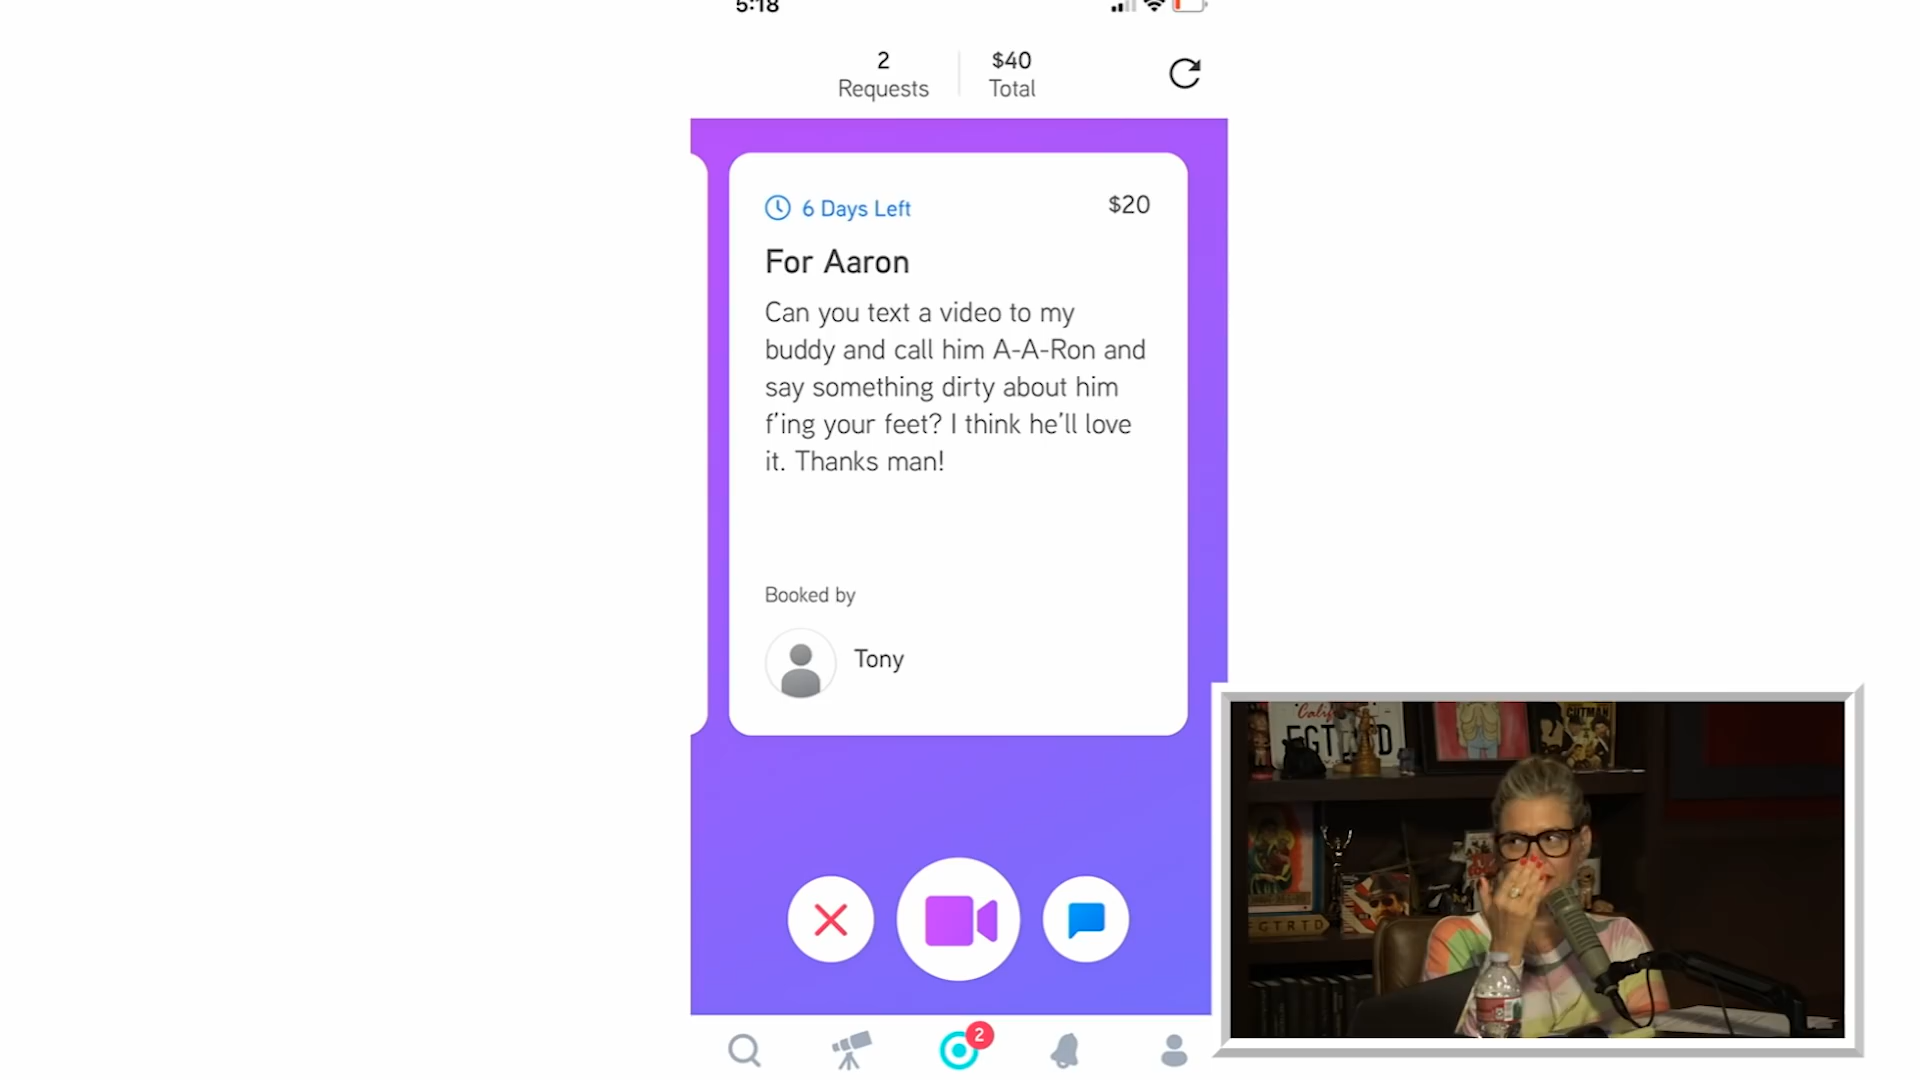 5:18
2
Requests
$40
Total
6 Days Left
$20
For Aaron
Can you text a video to my
buddy and call him A-A-Ron and
say something dirty about him
f'ing your feet? I think he'll love
it. Thanks man!
Booked by
Tony
2
GTRTD